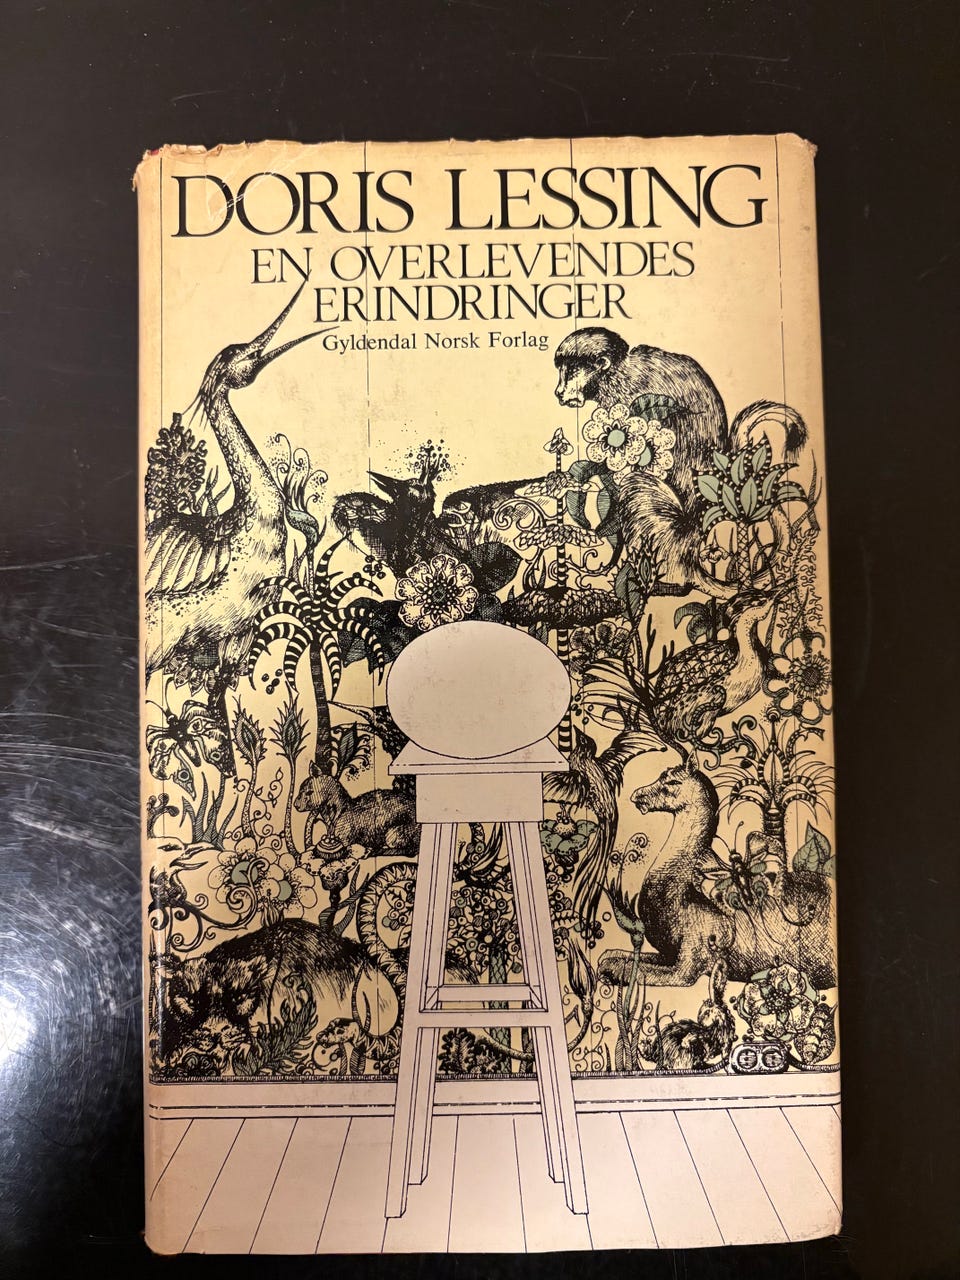 DORIS LESSING
EN OVERLEVENDES
ERINDRINGER
Gyldendal Norsk Forlag